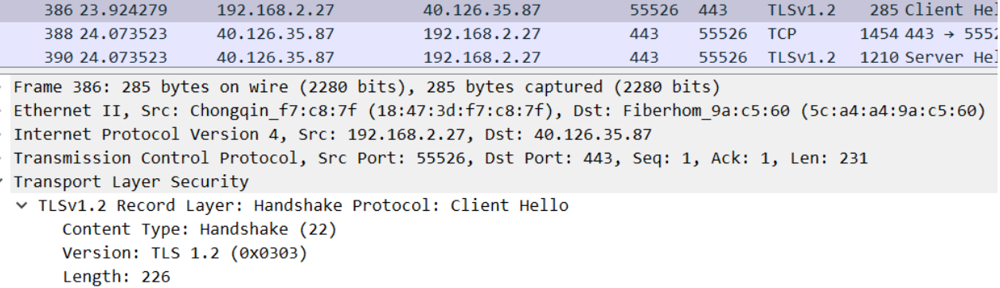 386 23.924279 192.168.2.27 40.126.35.87 55526 443 TLSv1.2 285 Client Hel
388 24.073523 40.126.35.87 192.168.2.27 443 55526 TCP 1454 443 → 5552
390 24.073523 40.126.35.87 192.168.2.27 443 55526 TLSv1.2 1210 Server Hel
Frame 386: 285 bytes on wire (2280 bits), 285 bytes captured (2280 bits)
Ethernet II, Src: Chongqin_f7:c8:7f (18:47:3d:f7:c8:7f), Dst: Fiberhom_9a:c5:60 (5c:a4:a4:9a:c5:60)
Internet Protocol Version 4, Src: 192.168.2.27, Dst: 40.126.35.87
Transmission Control Protocol, Src Port: 55526, Dst Port: 443, Seq: 1, Ack: 1, Len: 231
Transport Layer Security
TLSv1.2 Record Layer: Handshake Protocol: Client Hello
Content Type: Handshake (22)
Version: TLS 1.2 (0x0303)
Length: 226